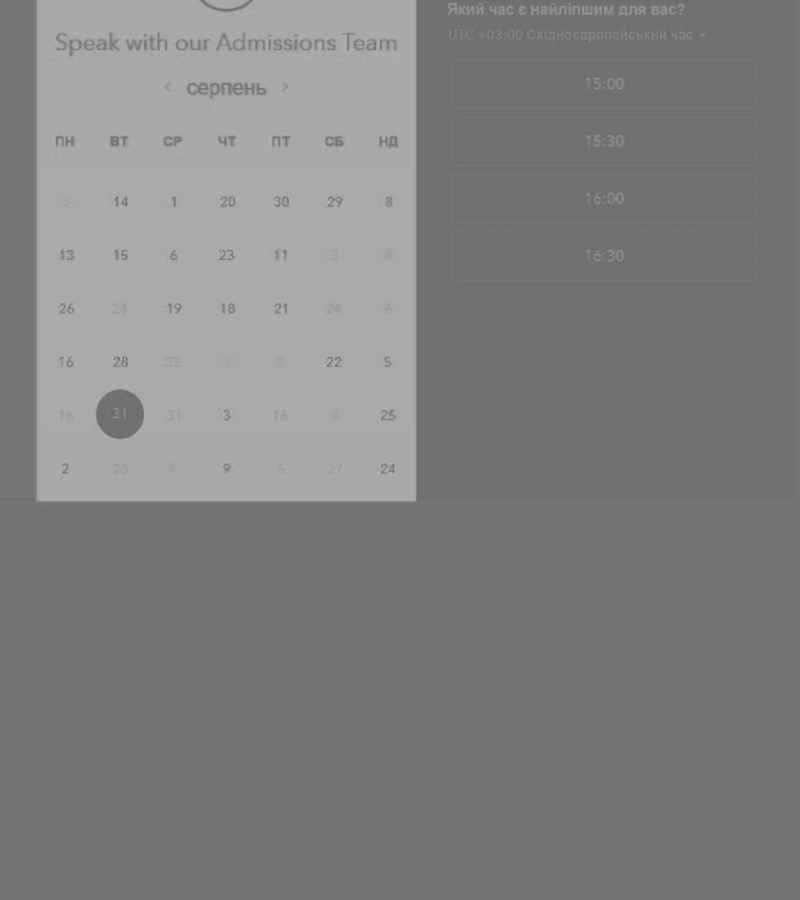 Speak with our Admissions Team
серпень
ПН ВТ СР ЧТ ПТ СБ НД
3 14 1 20 30 29 8
13 15 6 23 11 3 4
26 24 19 18 21 24 6
16 28 25 3 2 22 5
16 31 31 3 16 4 25
2 28 9 6 27 24
Який час є найліпшим для вас?
UTC +03:00 Східноєвропейський час
15:00
15:30
16:00
16:30